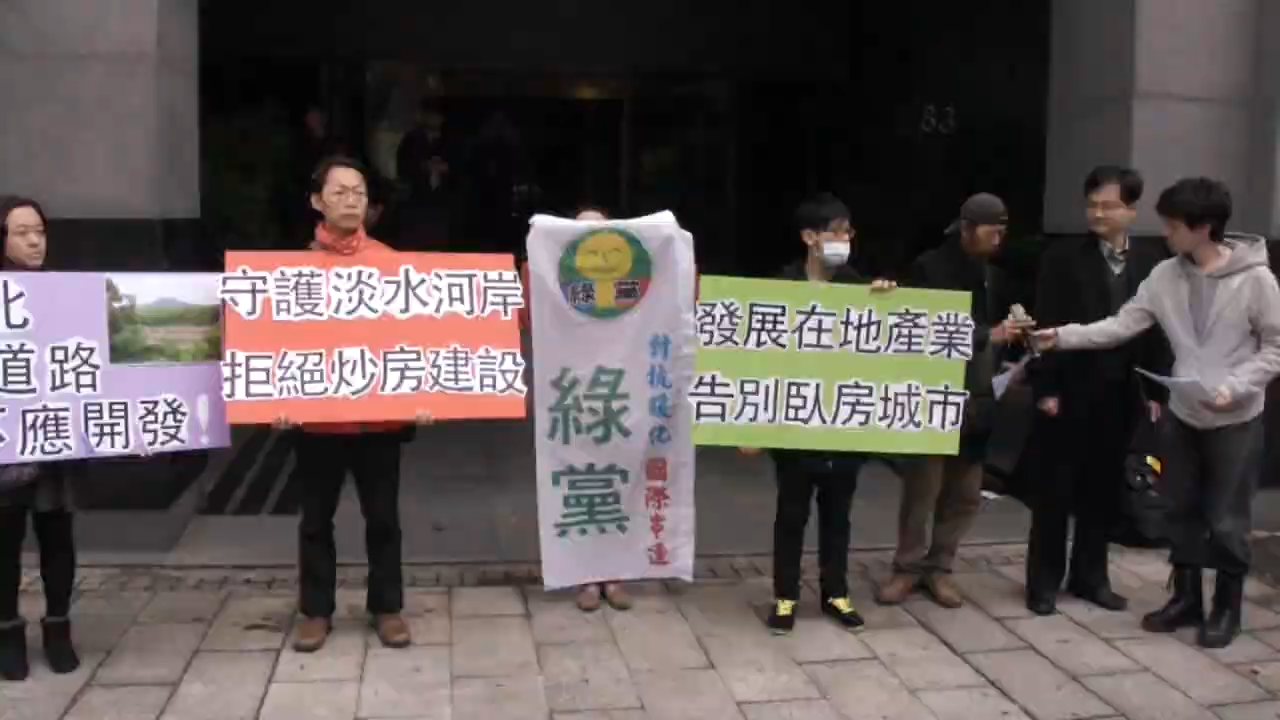 北
道路
不應開發!
守護淡水河岸
拒絕炒房建設
綠黨
綠黨
對抗暖化
國際串連
發展在地產業
告別臥房城市
83